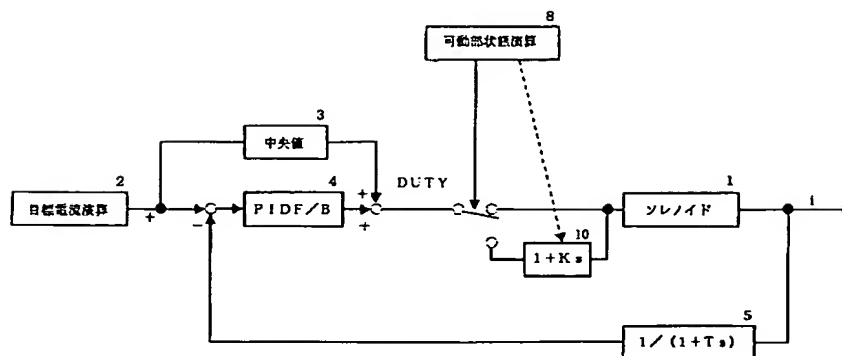 8
可動部状態演算
3
中央値
2
目標電流演算
+
-
4
PIDF/B
+
+
DUTY
10
1+Ks
1
ソレノイド
i
5
1/(1+Ts)